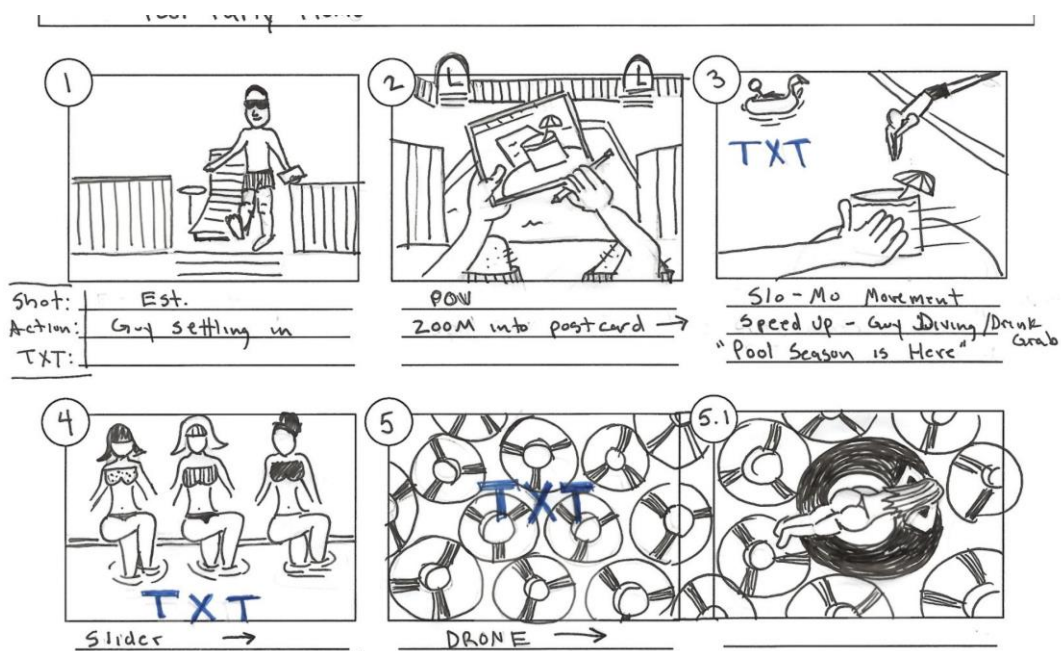 1
2
L L
3
TXT
Shot: Est.
Action: Guy settling in
TXT:
POV
ZOOM into postcard →
Slo-Mo Movement
Speed up - Guy Diving/Drink Grab
"Pool Season is Here"
4
TXT
Slider →
5
TXT
DRONE →
5.1